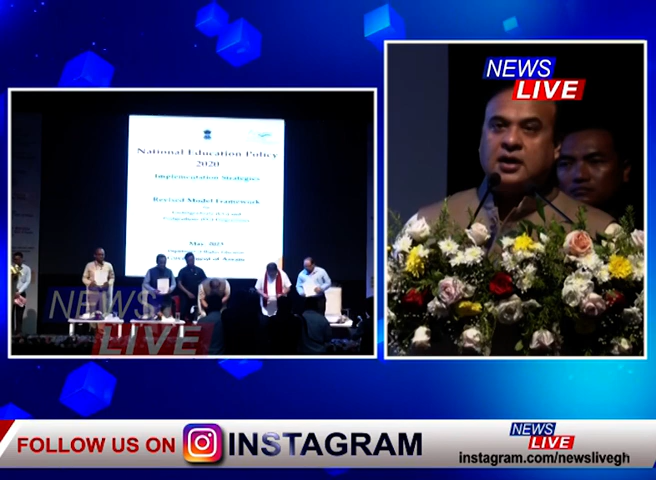 NEWS
LIVE
National Education Policy
2020
Implementation Strategies
Revised Model Framework
May 2023
Government of Assam
NEWS
LIVE
FOLLOW US ON
INSTAGRAM
NEWS
LIVE
instagram.com/newslivegh